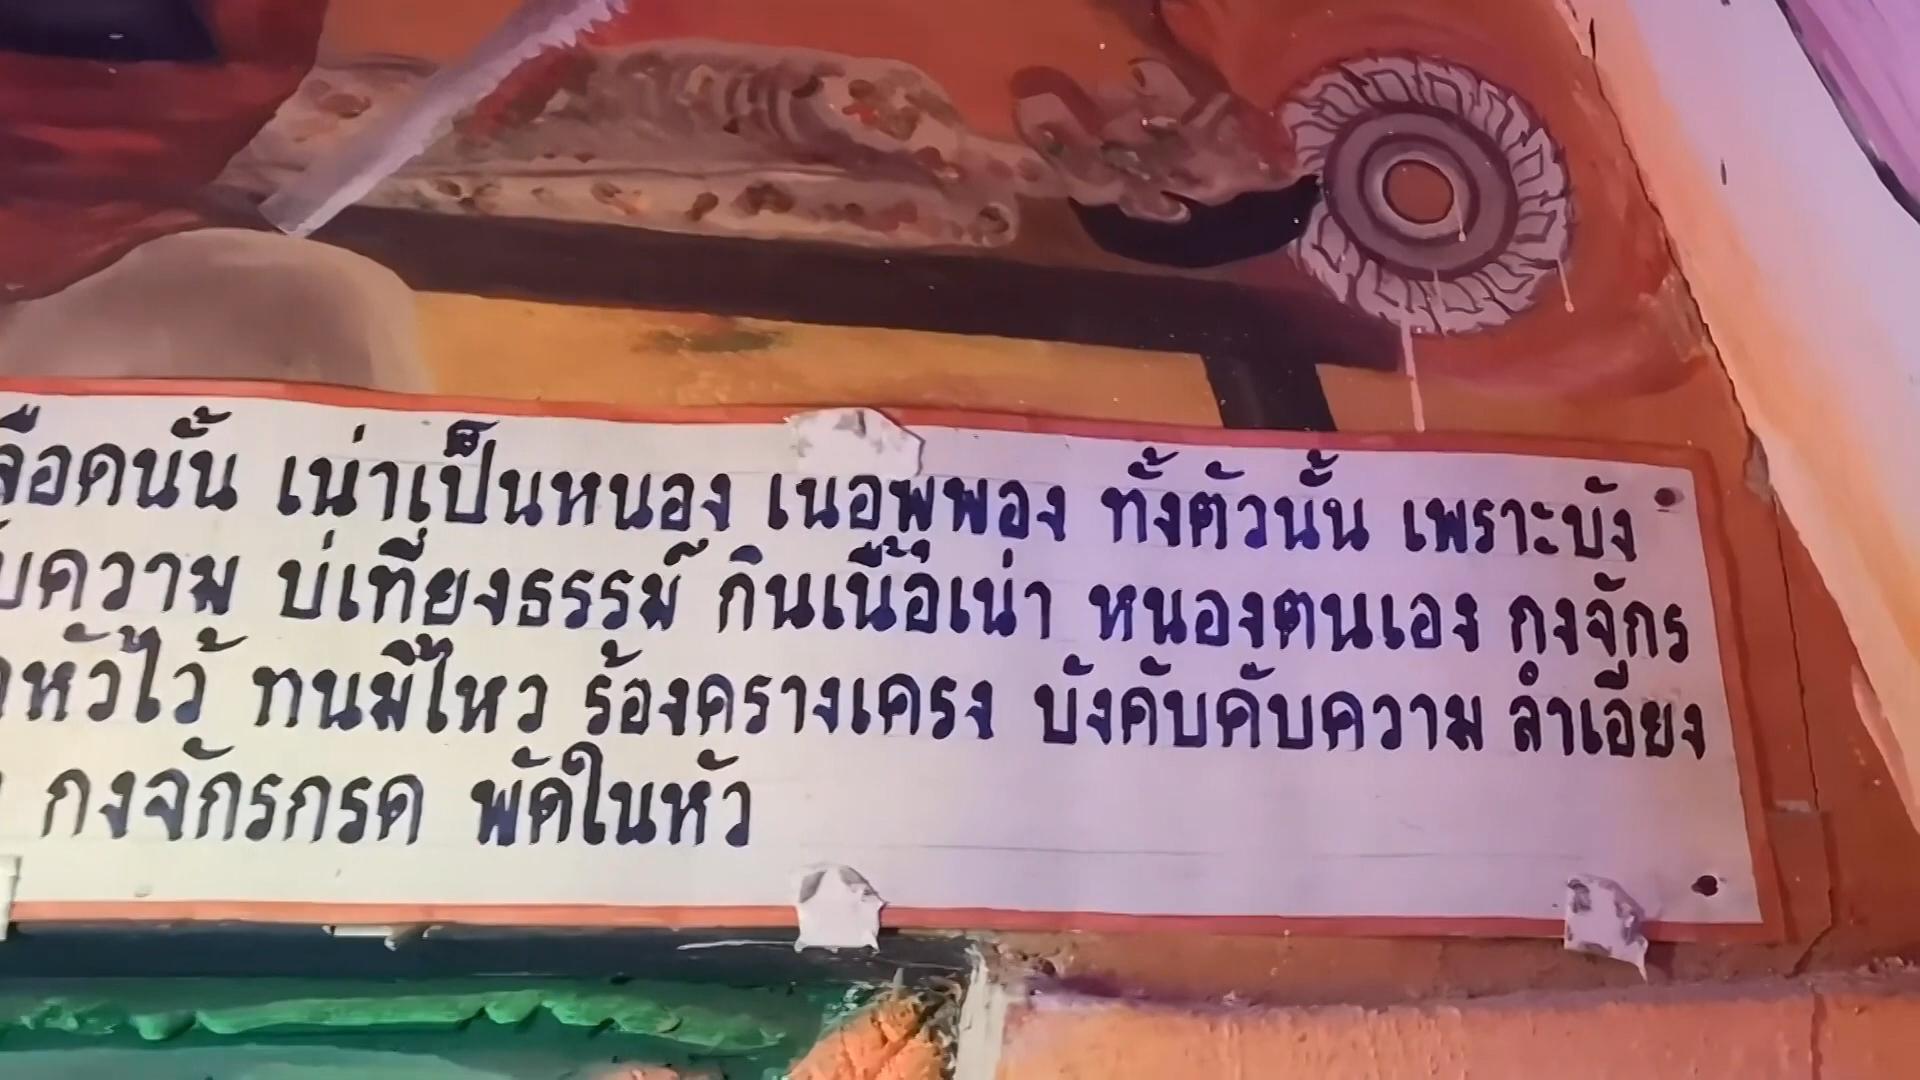 ลือดนั้น เน่าเป็นหนอง เนอพุพอง ทั้งตัวนั้น เพราะบัง
บความ บ่เที่ยงธรรม์ กินเนื้อเน่า หนองตนเอง กงจักร
หัวไว้ ทนมิไหว ร้องครางเครง บังคับคับความ ลำเอียง
กงจักรกรด พัดในหัว